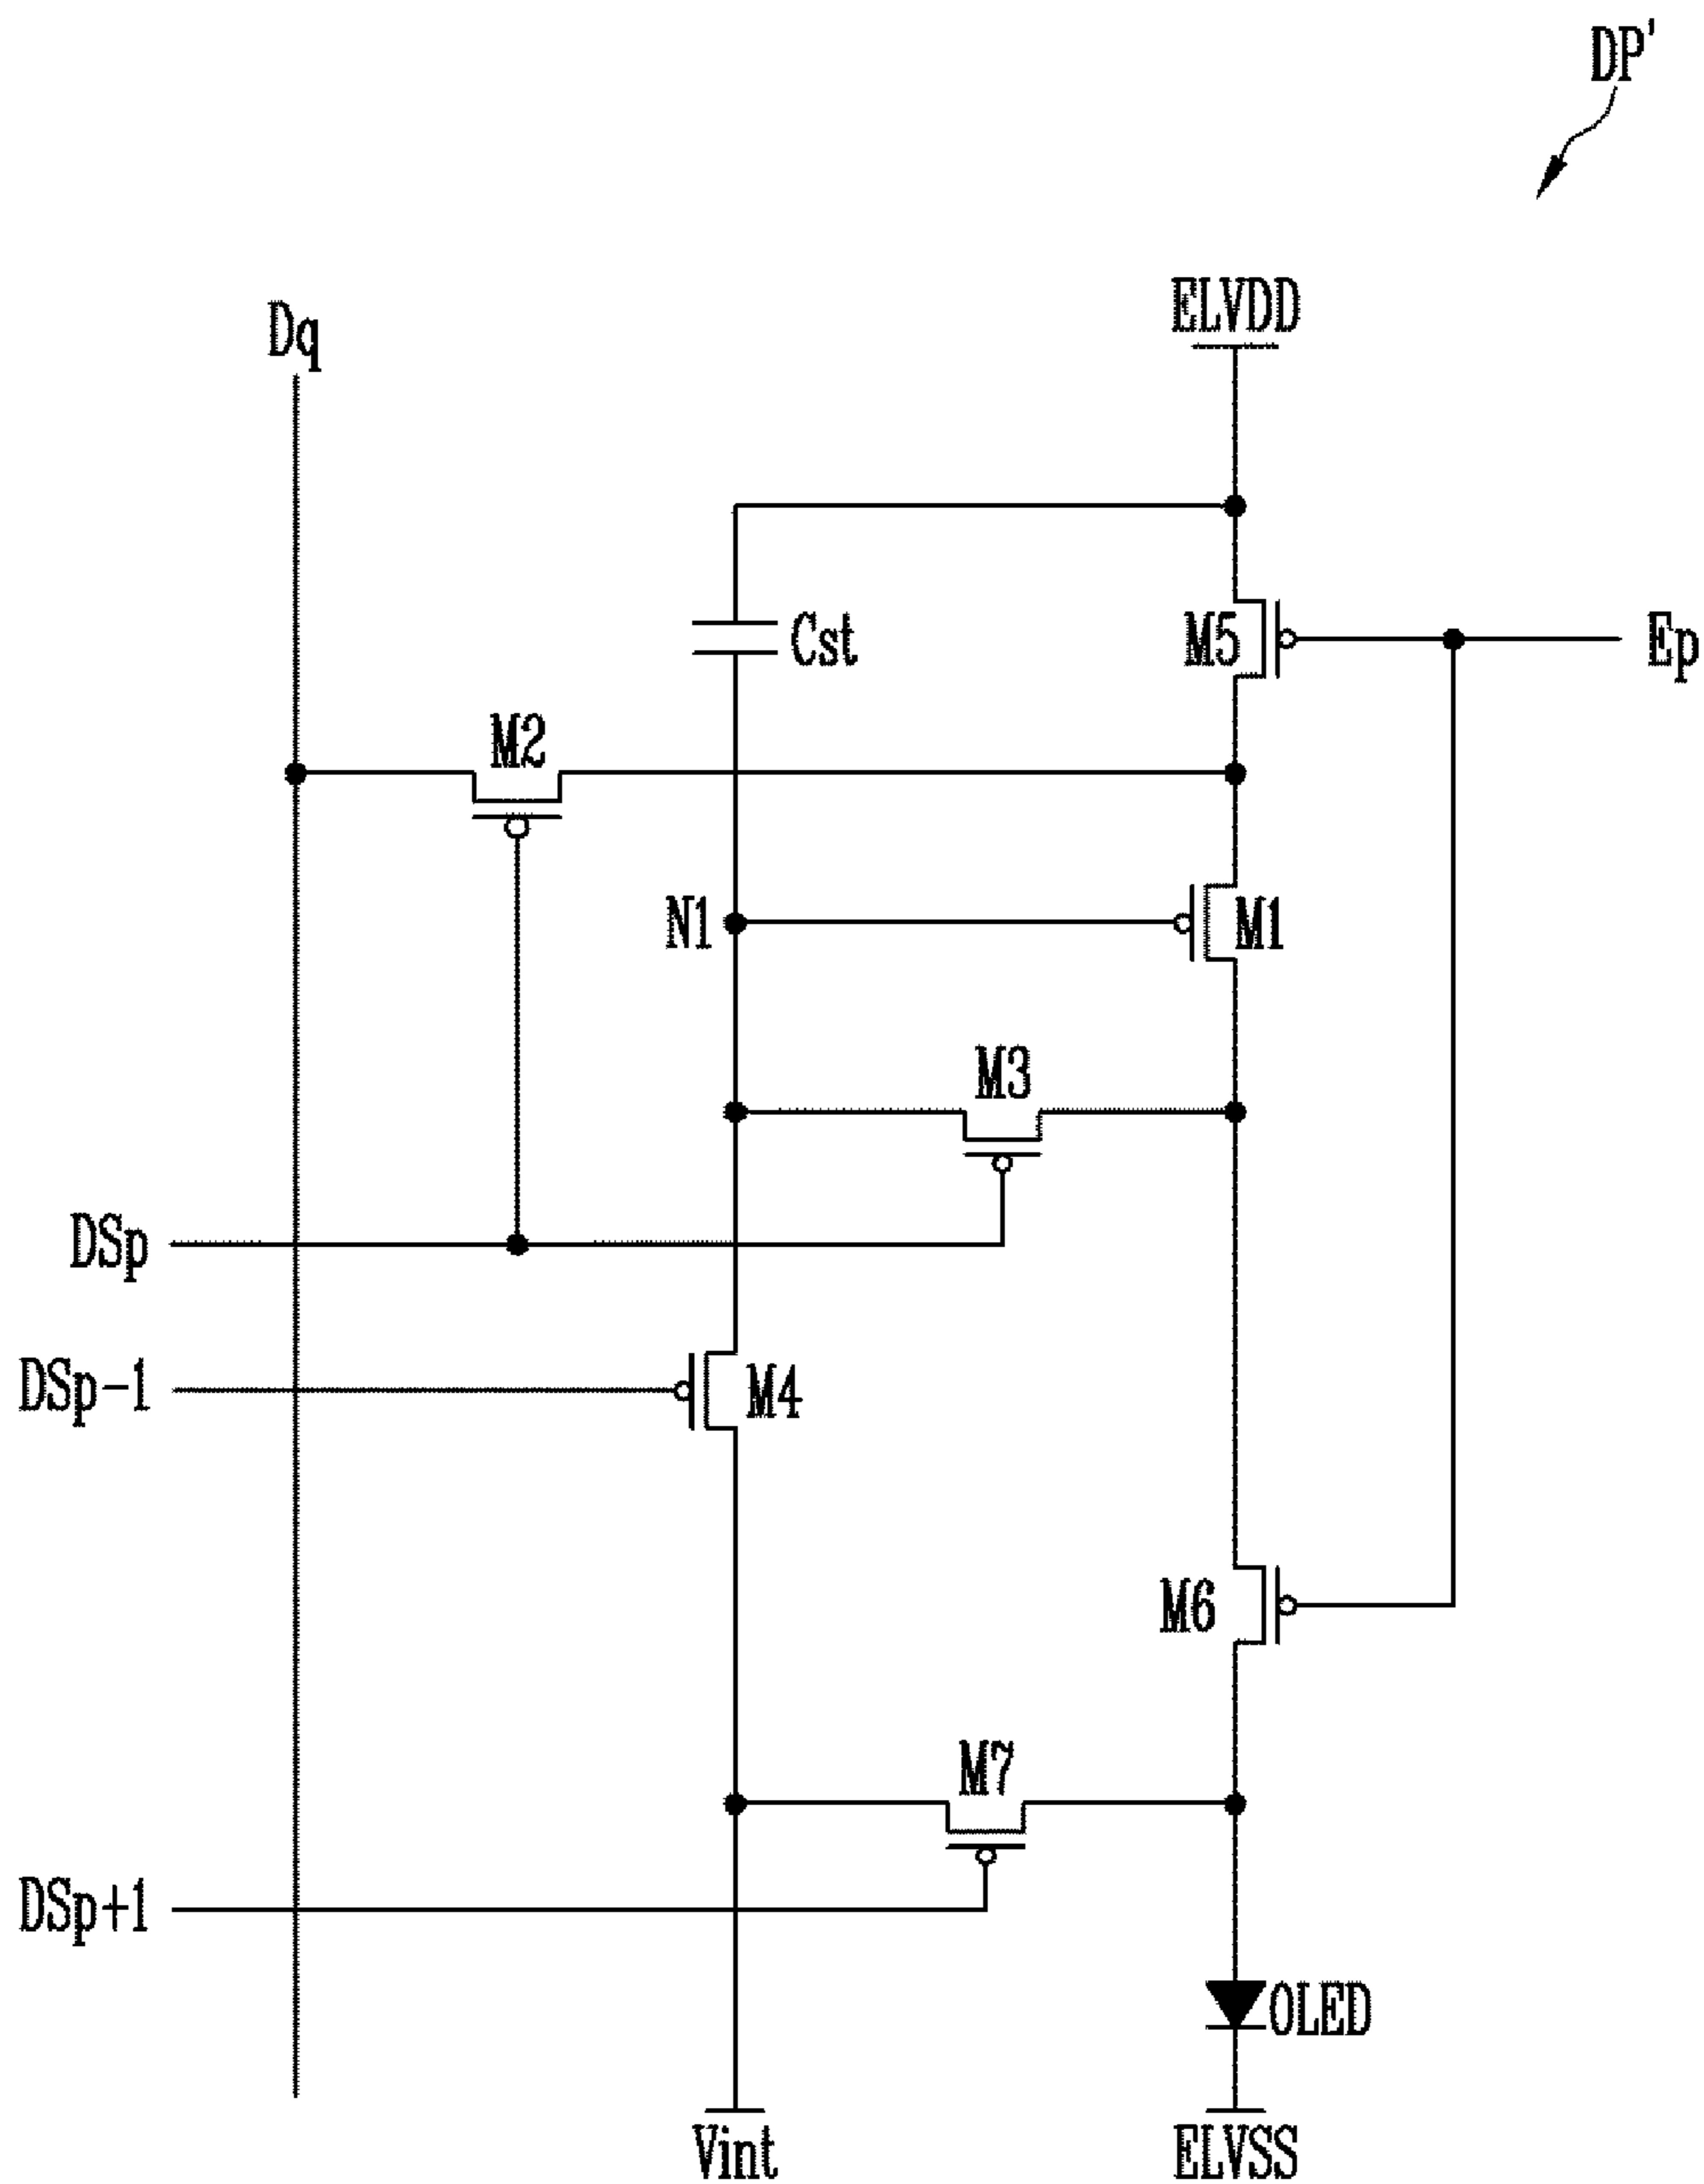 DP'
Dq
ELVDD
Cst
M5
Ep
M2
N1
M1
M3
DSp
DSp-1
M4
M6
M7
DSp+1
OLED
Vint
ELVSS